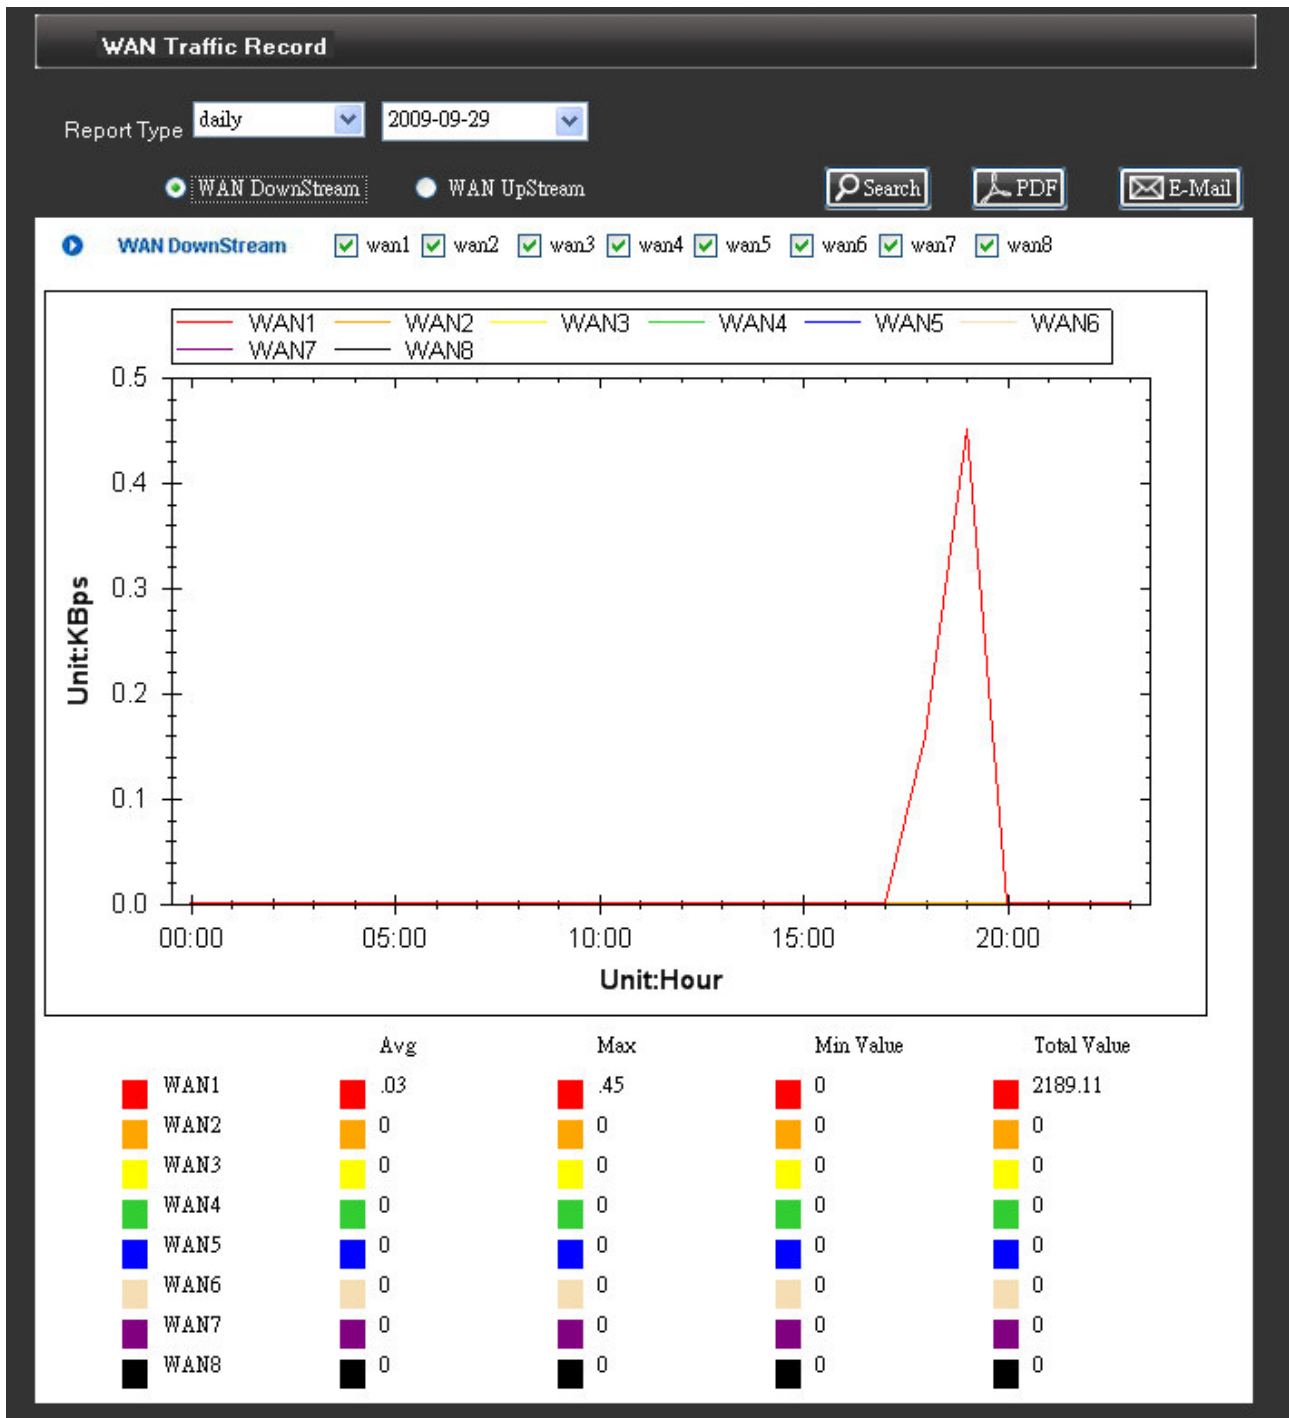 WAN Traffic Record
Report Type daily 2009-09-29
WAN DownStream WAN UpStream Search PDF E-Mail
WAN DownStream wan1 wan2 wan3 wan4 wan5 wan6 wan7 wan8
WAN1 WAN2 WAN3 WAN4 WAN5 WAN6
WAN7 WAN8
0.5
0.4
0.3
0.2
0.1
0.0
Unit:KBps
00:00 05:00 10:00 15:00 20:00
Unit:Hour
Avg Max Min Value Total Value
WAN1 .03 .45 0 2189.11
WAN2 0 0 0 0
WAN3 0 0 0 0
WAN4 0 0 0 0
WAN5 0 0 0 0
WAN6 0 0 0 0
WAN7 0 0 0 0
WAN8 0 0 0 0